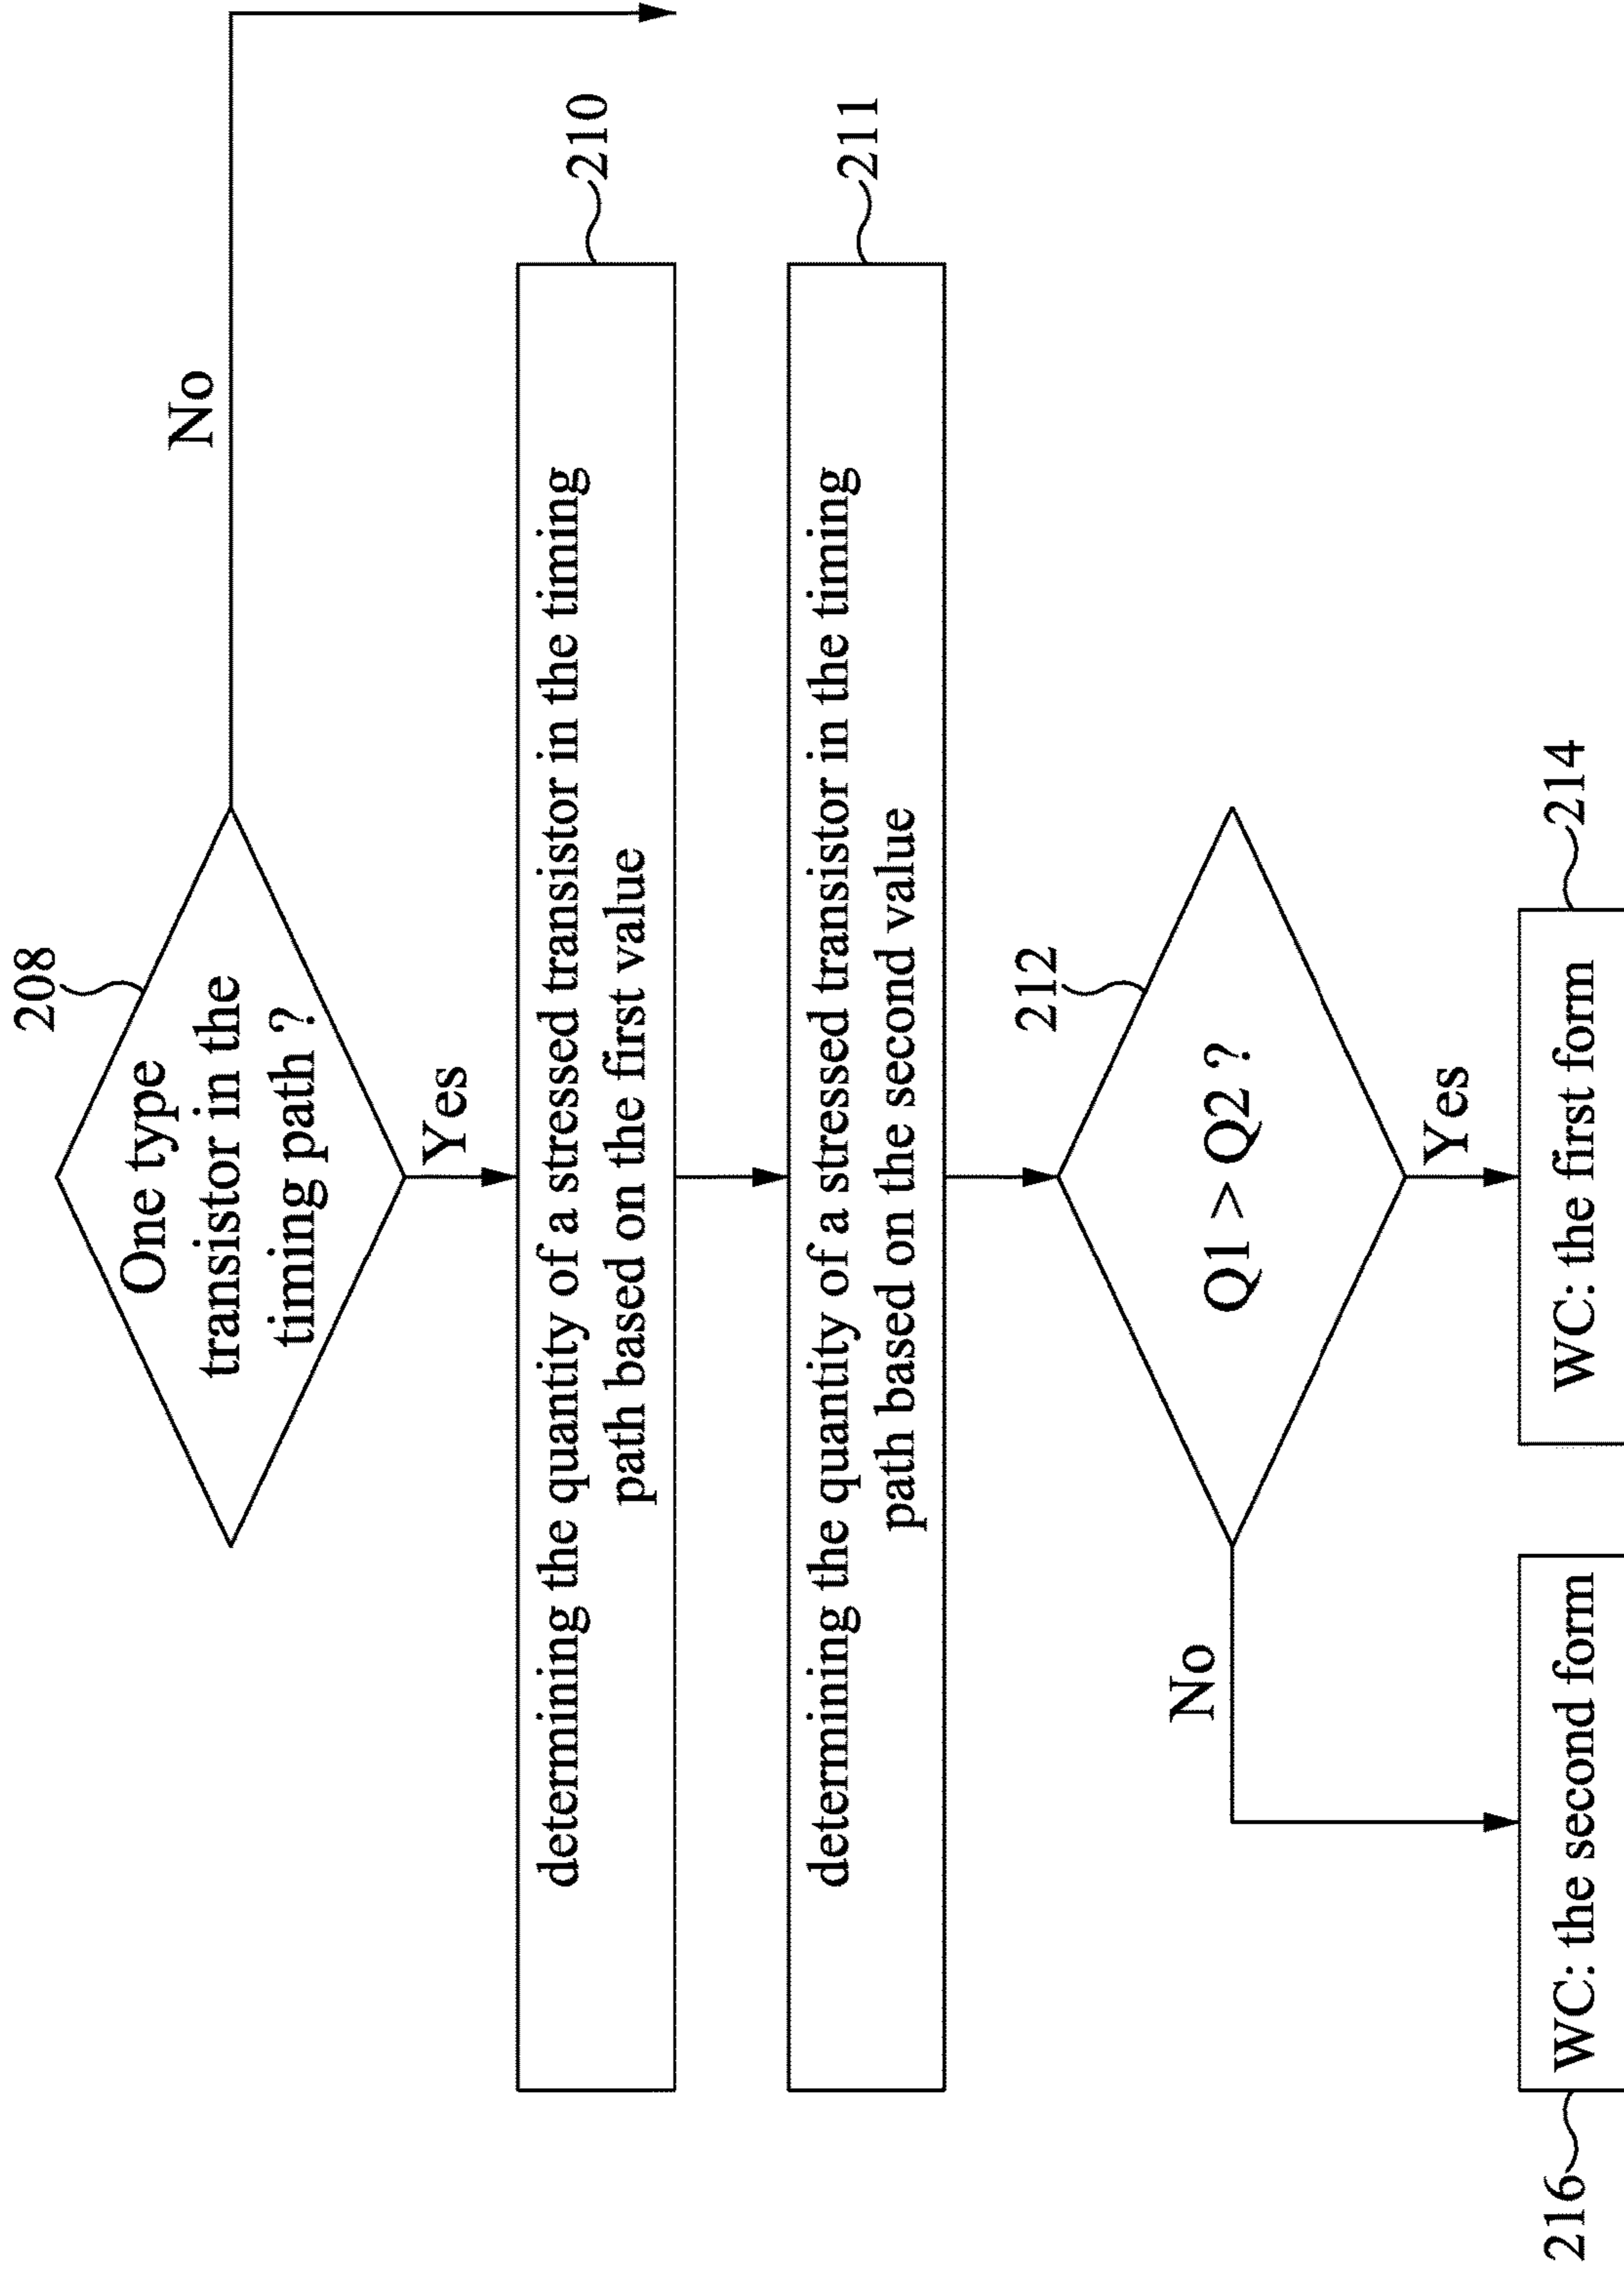 208
One type
transistor in the
timing path ?
No
Yes
210
determining the quantity of a stressed transistor in the timing
path based on the first value
211
determining the quantity of a stressed transistor in the timing
path based on the second value
212
Q1 > Q2 ?
No
Yes
216
WC: the second form
WC: the first form
214